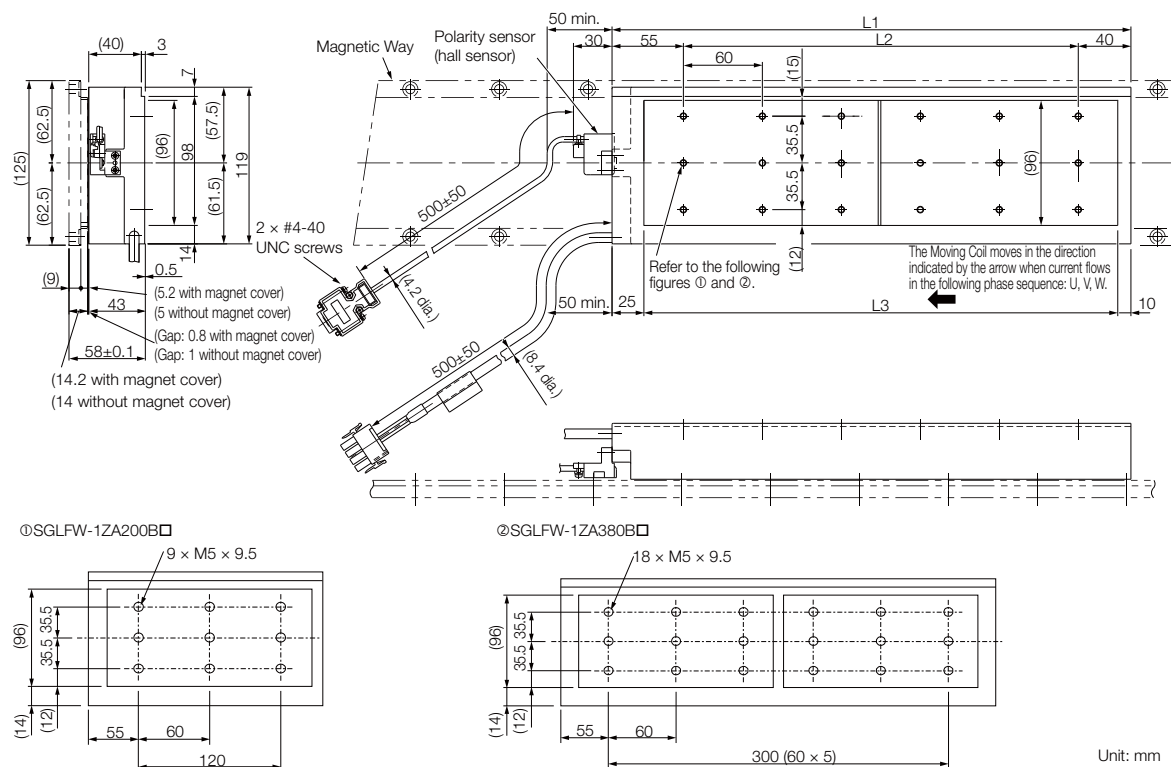 50 min.
L1
(40)
3
Polarity sensor
(hall sensor)
30
55
L2
40
Magnetic Way
60
7
(15)
(125)
(62.5)
(62.5)
(96)
98
(57.5)
(61.5)
119
35.5
35.5
(96)
500±50
2 × #4-40
UNC screws
14
0.5
(9)
(5.2 with magnet cover)
(5 without magnet cover)
43
(Gap: 0.8 with magnet cover)
(Gap: 1 without magnet cover)
58±0.1
(14.2 with magnet cover)
(14 without magnet cover)
(4.2 dia.)
Refer to the following
figures ① and ②.
(12)
The Moving Coil moves in the direction
indicated by the arrow when current flows
in the following phase sequence: U, V, W.
50 min.
25
L3
10
500±50
(8.4 dia.)
①SGLFW-1ZA200B□
9 × M5 × 9.5
(96)
35.5
35.5
(14)
(12)
55
60
120
②SGLFW-1ZA380B□
18 × M5 × 9.5
(96)
35.5
35.5
(14)
(12)
55
60
300 (60 × 5)
Unit: mm